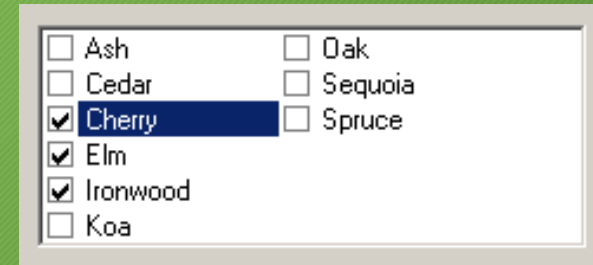 Ash
Cedar
Cherry
Elm
Ironwood
Koa
Oak
Sequoia
Spruce